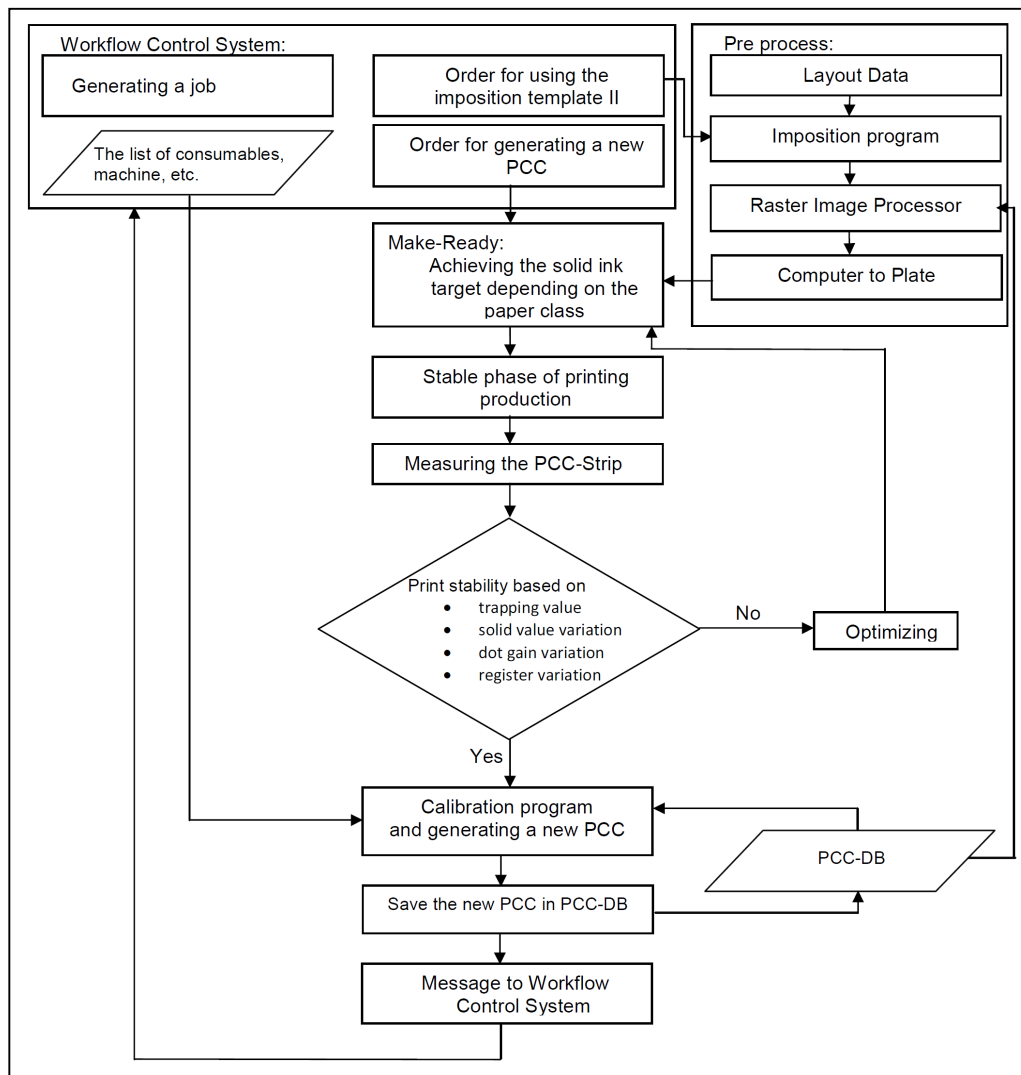 Workflow Control System:
Generating a job
The list of consumables,
machine, etc.
Order for using the
imposition template II
Order for generating a new
PCC
Pre process:
Layout Data
Imposition program
Raster Image Processor
Computer to Plate
Make-Ready:
Achieving the solid ink
target depending on the
paper class
Stable phase of printing
production
Measuring the PCC-Strip
Print stability based on
• trapping value
• solid value variation
• dot gain variation
• register variation
No
Optimizing
Yes
Calibration program
and generating a new PCC
PCC-DB
Save the new PCC in PCC-DB
Message to Workflow
Control System